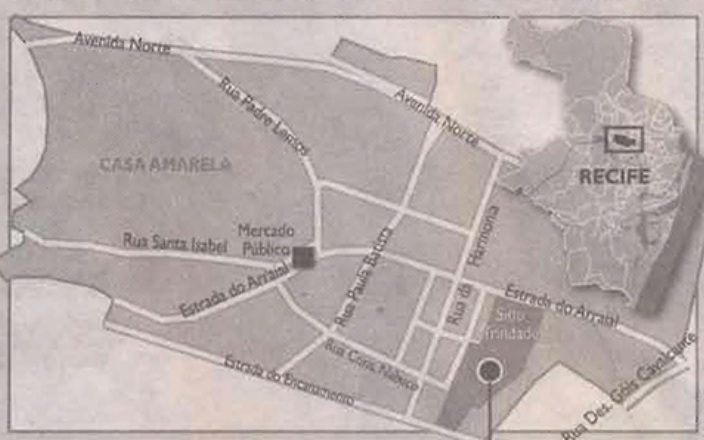 Avenida Norte
Rua Padre Lemos
Avenida Norte
CASA AMARELA
RECIFE
Rua Santa Isabel
Mercado
Público
Estrada do Arraial
Rua Paula Batista
Rua da Harmonia
Estrada do Arraial
Sítio
Trindade
Rua Cons. Nabuco
Estrada do Encanamento
Rua Des. Góis Cavalcante